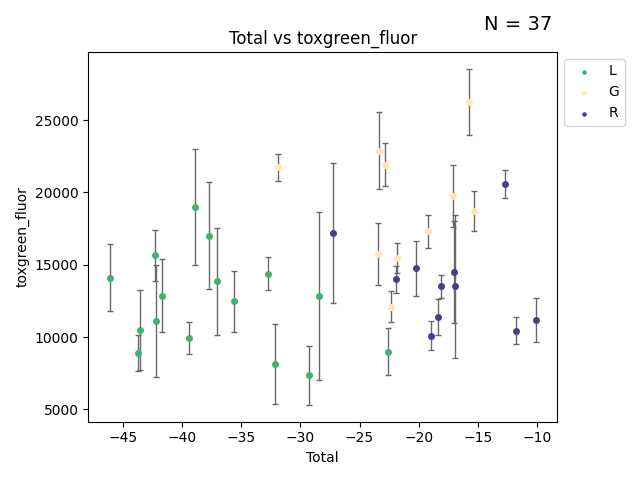 N = 37
Total vs toxgreen_fluor
L
G
R
toxgreen_fluor
25000
20000
15000
10000
5000
−45 −40 −35 −30 −25 −20 −15 −10
Total